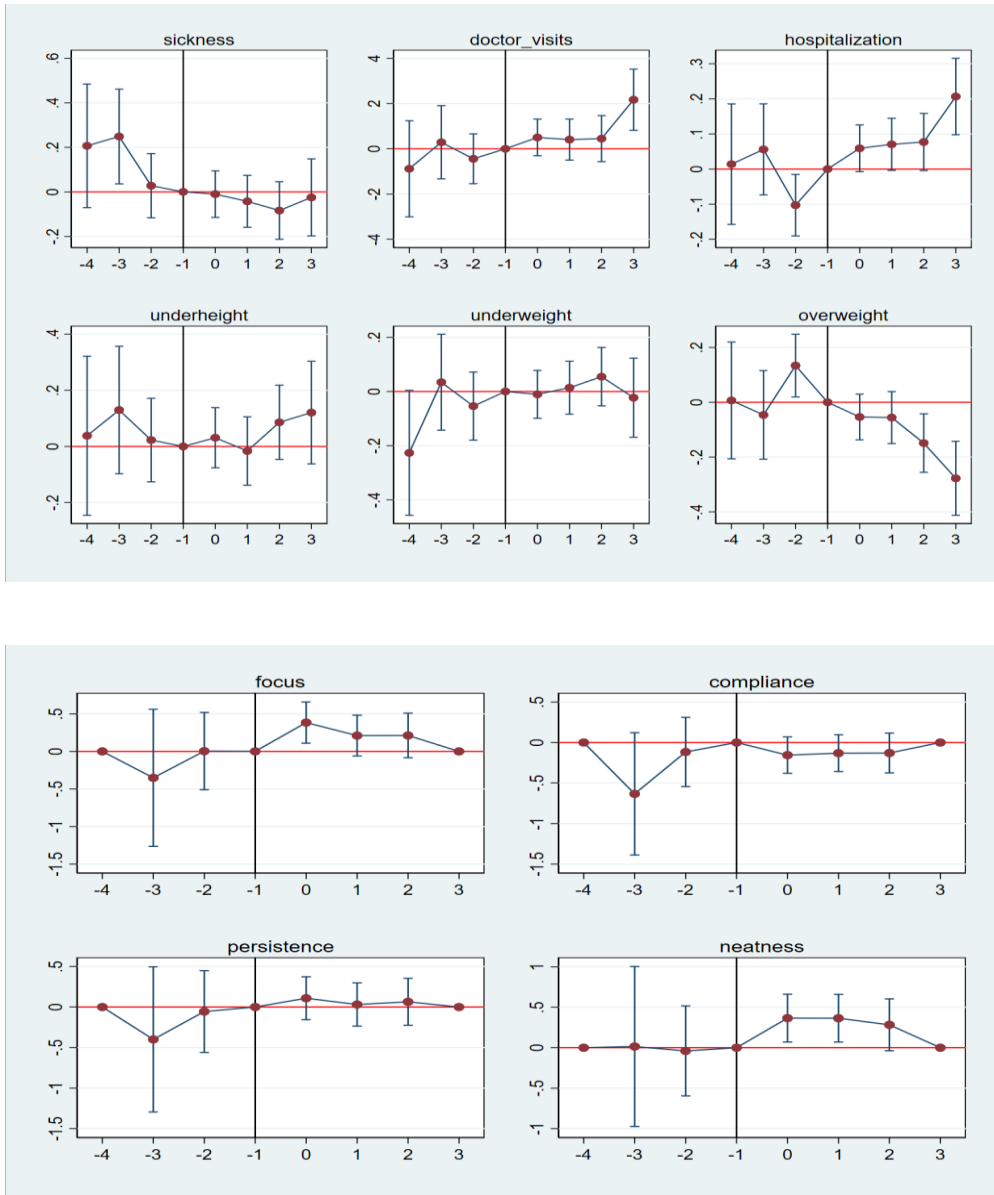 sickness
.6
.4
.2
0
-.2
-4 -3 -2 -1 0 1 2 3
doctor_visits
4
2
0
-2
-4
-4 -3 -2 -1 0 1 2 3
hospitalization
.3
.2
.1
0
-.1
-.2
-4 -3 -2 -1 0 1 2 3
underheight
.4
.2
0
-.2
-4 -3 -2 -1 0 1 2 3
underweight
.2
0
-.2
-.4
-4 -3 -2 -1 0 1 2 3
overweight
.2
0
-.2
-.4
-4 -3 -2 -1 0 1 2 3
focus
.5
0
-.5
-1
-1.5
-4 -3 -2 -1 0 1 2 3
compliance
.5
0
-.5
-1
-1.5
-4 -3 -2 -1 0 1 2 3
persistence
.5
0
-.5
-1
-1.5
-4 -3 -2 -1 0 1 2 3
neatness
1
.5
0
-.5
-1
-4 -3 -2 -1 0 1 2 3